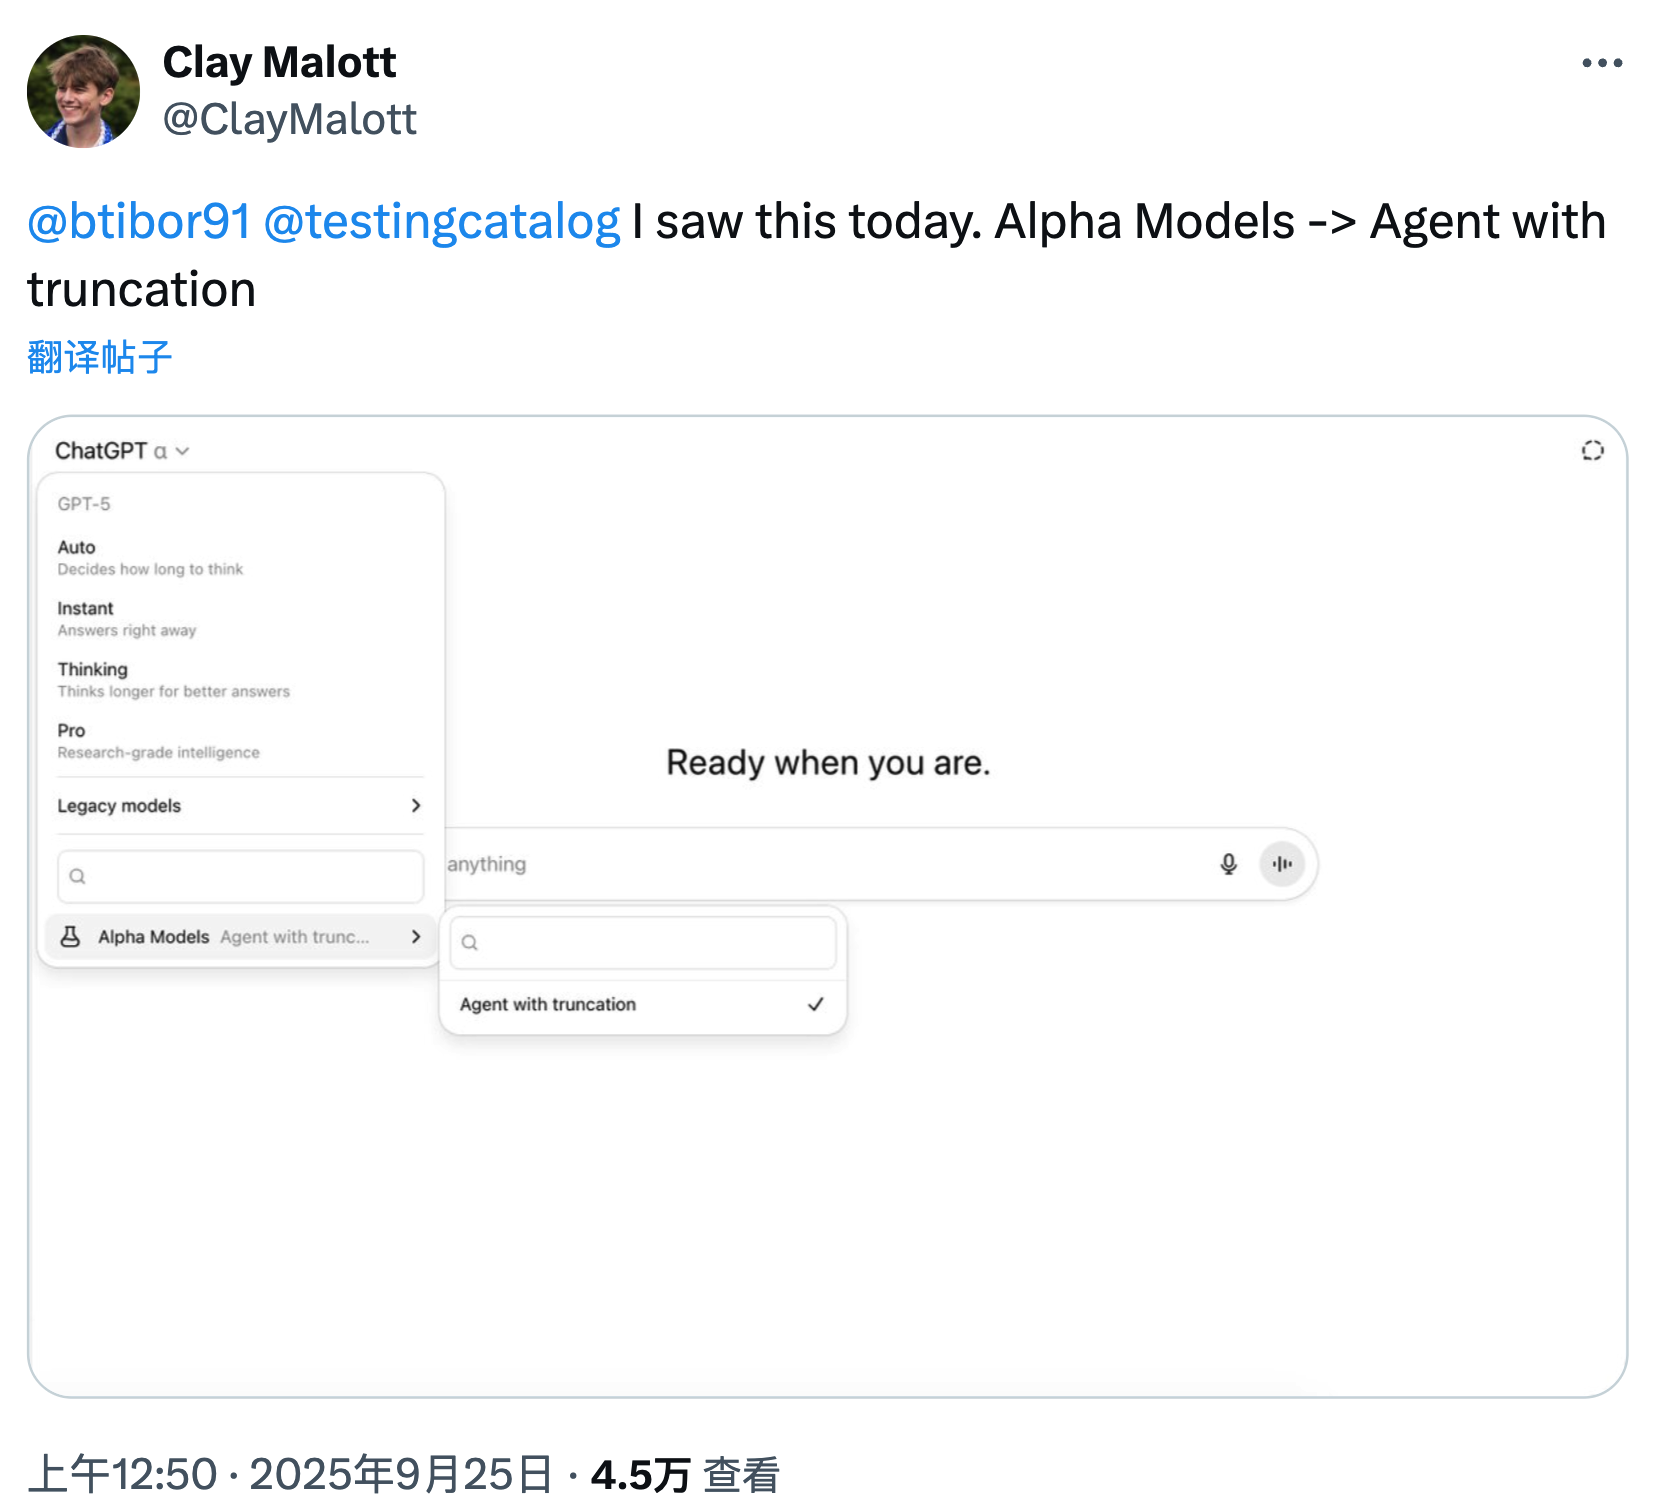 Clay Malott
@ClayMalott
@btibor91 @testingcatalog I saw this today. Alpha Models -> Agent with
truncation
翻译帖子
ChatGPT α
GPT-5
Auto
Decides how long to think
Instant
Answers right away
Thinking
Thinks longer for better answers
Pro
Research-grade intelligence
Legacy models
Alpha Models Agent with trunc...
Ready when you are.
anything
Agent with truncation
上午12:50 · 2025年9月25日 · 4.5万 查看